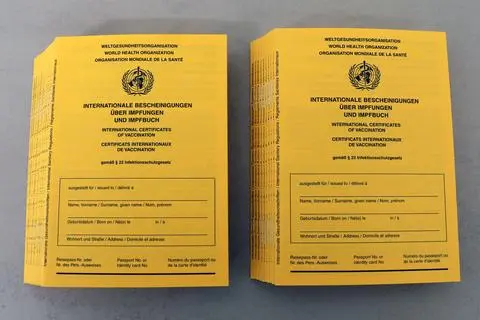 WELTGESUNDHEITSORGANISATION
WORLD HEALTH ORGANIZATION
ORGANISATION MONDIALE DE LA SANTÉ
INTERNATIONALE BESCHEINIGUNGEN
ÜBER IMPFUNGEN
UND IMPFBUCH
INTERNATIONAL CERTIFICATES
OF VACCINATION
CERTIFICATS INTERNATIONAUX
DE VACCINATION
gemäß § 22 Infektionsschutzgesetz
ausgestellt für / issued to / délivré à
Name, Vorname / Surname, given name / Nom, prénom
Geburtsdatum / Born on / Né(e) le in / à
Wohnort und Straße / Address / Domicile et adresse
Reisepass-Nr. oder Passport No. or Numéro du passeport ou
Nr. des Pers.-Ausweises Identity card No. de la carte d'identité
WELTGESUNDHEITSORGANISATION
WORLD HEALTH ORGANIZATION
ORGANISATION MONDIALE DE LA SANTÉ
INTERNATIONALE BESCHEINIGUNGEN
ÜBER IMPFUNGEN
UND IMPFBUCH
INTERNATIONAL CERTIFICATES
OF VACCINATION
CERTIFICATS INTERNATIONAUX
DE VACCINATION
gemäß § 22 Infektionsschutzgesetz
ausgestellt für / issued to / délivré à
Name, Vorname / Surname, given name / Nom, prénom
Geburtsdatum / Born on / Né(e) le in / à
Wohnort und Straße / Address / Domicile et adresse
Reisepass-Nr. oder Passport No. or Numéro du passeport ou
Nr. des Pers.-Ausweises Identity card No. de la carte d'identité